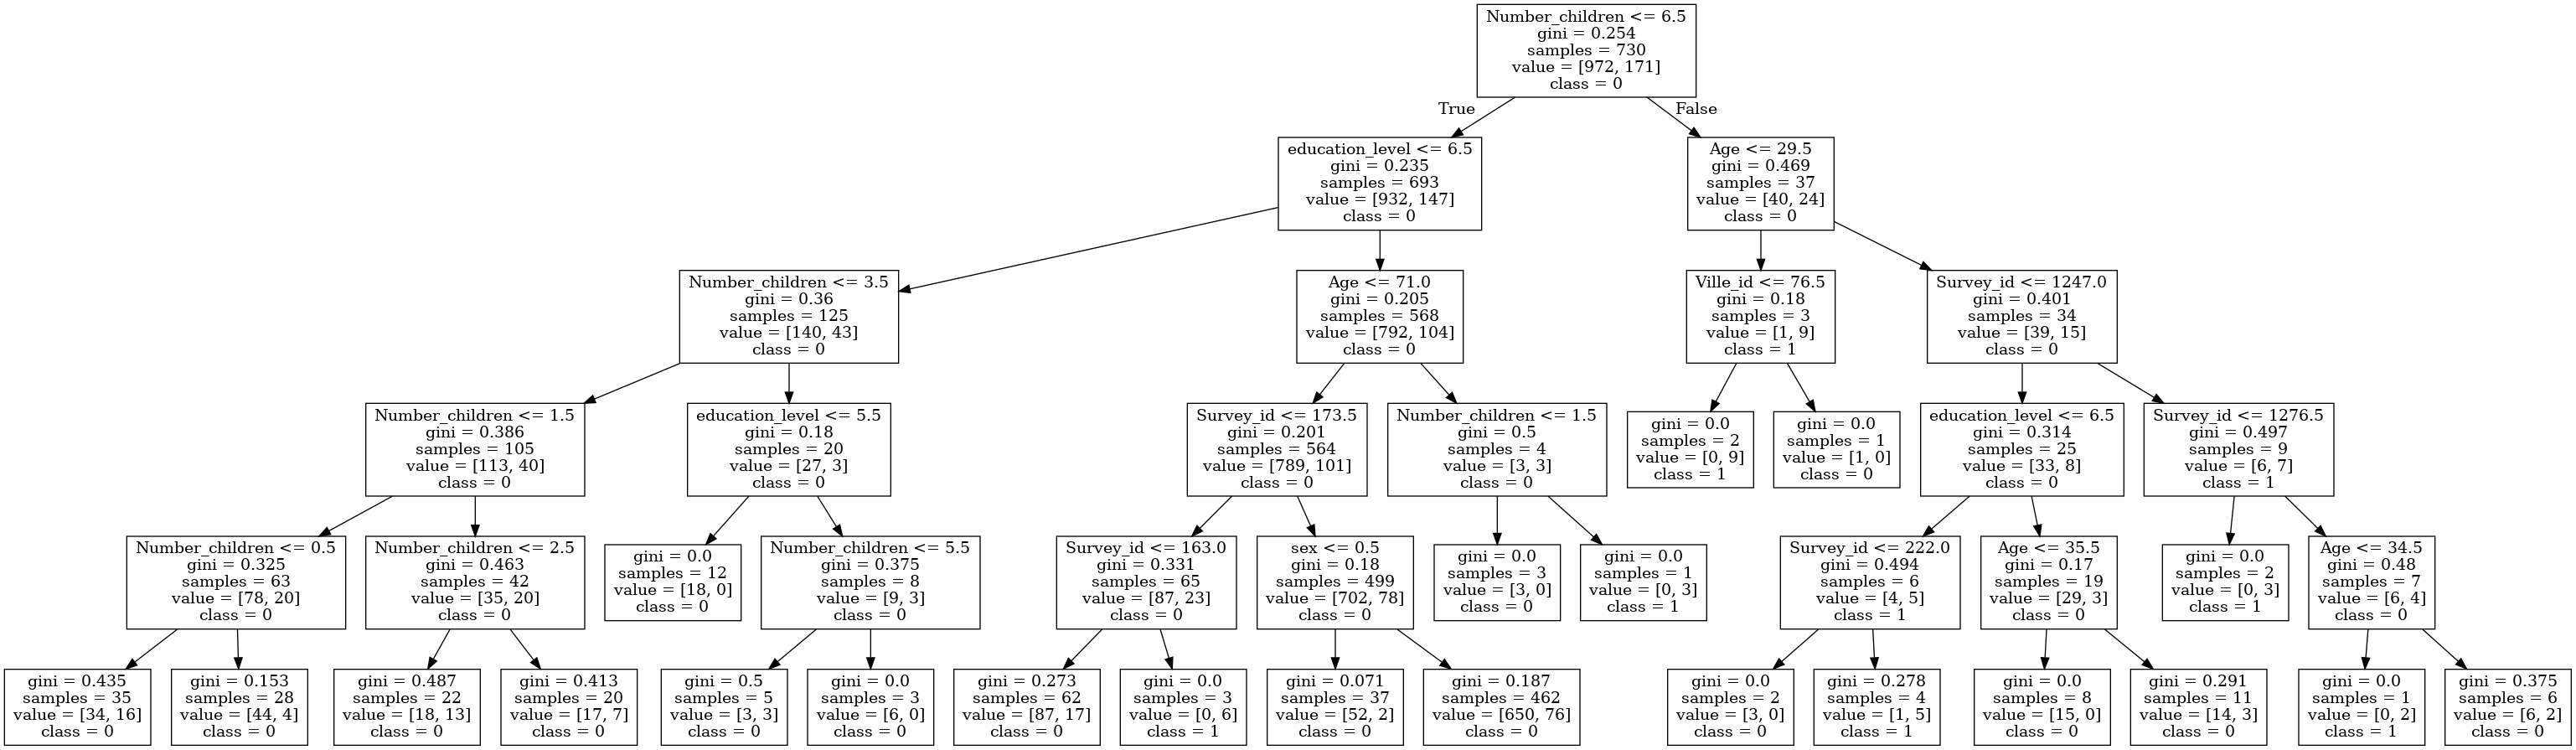 Number_children <= 6.5
gini = 0.254
samples = 730
value = [972, 171]
class = 0
True
False
education_level <= 6.5
gini = 0.235
samples = 693
value = [932, 147]
class = 0
Age <= 29.5
gini = 0.469
samples = 37
value = [40, 24]
class = 0
Number_children <= 3.5
gini = 0.36
samples = 125
value = [140, 43]
class = 0
Age <= 71.0
gini = 0.205
samples = 568
value = [792, 104]
class = 0
Ville_id <= 76.5
gini = 0.18
samples = 3
value = [1, 9]
class = 1
Survey_id <= 1247.0
gini = 0.401
samples = 34
value = [39, 15]
class = 0
Number_children <= 1.5
gini = 0.386
samples = 105
value = [113, 40]
class = 0
education_level <= 5.5
gini = 0.18
samples = 20
value = [27, 3]
class = 0
Survey_id <= 173.5
gini = 0.201
samples = 564
value = [789, 101]
class = 0
Number_children <= 1.5
gini = 0.5
samples = 4
value = [3, 3]
class = 0
gini = 0.0
samples = 2
value = [0, 9]
class = 1
gini = 0.0
samples = 1
value = [1, 0]
class = 0
education_level <= 6.5
gini = 0.314
samples = 25
value = [33, 8]
class = 0
Survey_id <= 1276.5
gini = 0.497
samples = 9
value = [6, 7]
class = 1
Number_children <= 0.5
gini = 0.325
samples = 63
value = [78, 20]
class = 0
Number_children <= 2.5
gini = 0.463
samples = 42
value = [35, 20]
class = 0
gini = 0.0
samples = 12
value = [18, 0]
class = 0
Number_children <= 5.5
gini = 0.375
samples = 8
value = [9, 3]
class = 0
Survey_id <= 163.0
gini = 0.331
samples = 65
value = [87, 23]
class = 0
sex <= 0.5
gini = 0.18
samples = 499
value = [702, 78]
class = 0
gini = 0.0
samples = 3
value = [3, 0]
class = 0
gini = 0.0
samples = 1
value = [0, 3]
class = 1
Survey_id <= 222.0
gini = 0.494
samples = 6
value = [4, 5]
class = 1
Age <= 35.5
gini = 0.17
samples = 19
value = [29, 3]
class = 0
gini = 0.0
samples = 2
value = [0, 3]
class = 1
Age <= 34.5
gini = 0.48
samples = 7
value = [6, 4]
class = 0
gini = 0.435
samples = 35
value = [34, 16]
class = 0
gini = 0.153
samples = 28
value = [44, 4]
class = 0
gini = 0.487
samples = 22
value = [18, 13]
class = 0
gini = 0.413
samples = 20
value = [17, 7]
class = 0
gini = 0.5
samples = 5
value = [3, 3]
class = 0
gini = 0.0
samples = 3
value = [6, 0]
class = 0
gini = 0.273
samples = 62
value = [87, 17]
class = 0
gini = 0.0
samples = 3
value = [0, 6]
class = 1
gini = 0.071
samples = 37
value = [52, 2]
class = 0
gini = 0.187
samples = 462
value = [650, 76]
class = 0
gini = 0.0
samples = 2
value = [3, 0]
class = 0
gini = 0.278
samples = 4
value = [1, 5]
class = 1
gini = 0.0
samples = 8
value = [15, 0]
class = 0
gini = 0.291
samples = 11
value = [14, 3]
class = 0
gini = 0.0
samples = 1
value = [0, 2]
class = 1
gini = 0.375
samples = 6
value = [6, 2]
class = 0